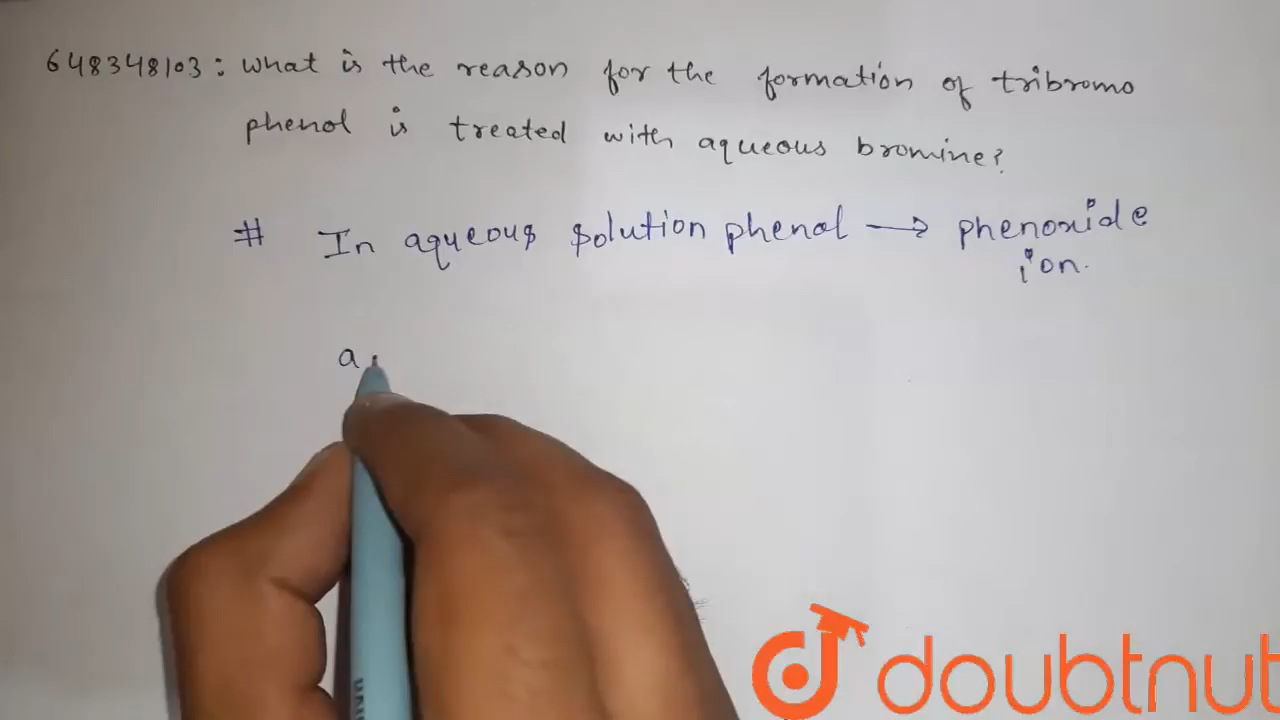 648348103: what is the reason for the formation of tribromo
phenol is treated with aqueous bromine?
# In aqueous solution phenol → phenoxide
ion.
a
doubtnut